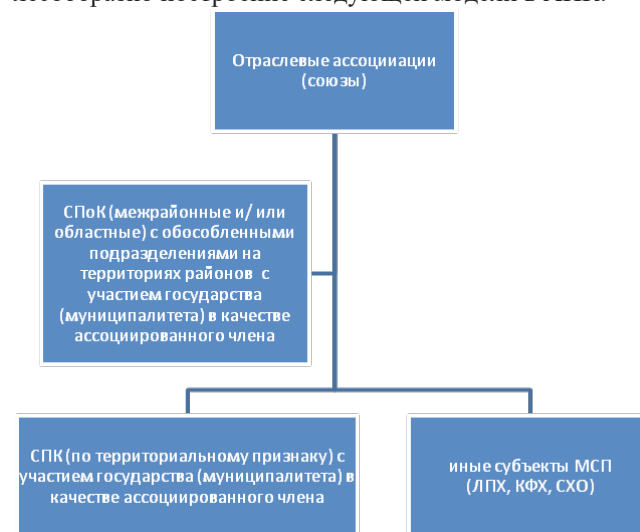 Отраслевые ассоцииации
(союзы)
СПоК (межрайонные и/ или
областные) с обособленными
подразделениями на
территориях районов с
участием государства
(муниципалитета) в качестве
ассоциированного члена
СПК (по территориальному признаку) с
участием государства (муниципалитета) в
качестве ассоциированного члена
иные субъекты МСП
(ЛПХ, КФХ, СХО)